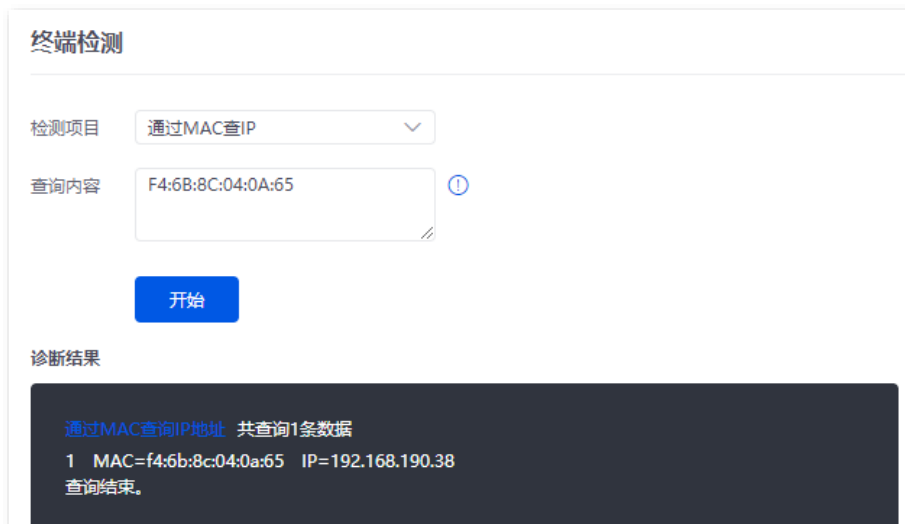 终端检测
检测项目 通过MAC查IP
查询内容 F4:6B:8C:04:0A:65
开始
诊断结果
通过MAC查询IP地址 共查询1条数据
1 MAC=f4:6b:8c:04:0a:65 IP=192.168.190.38
查询结束。